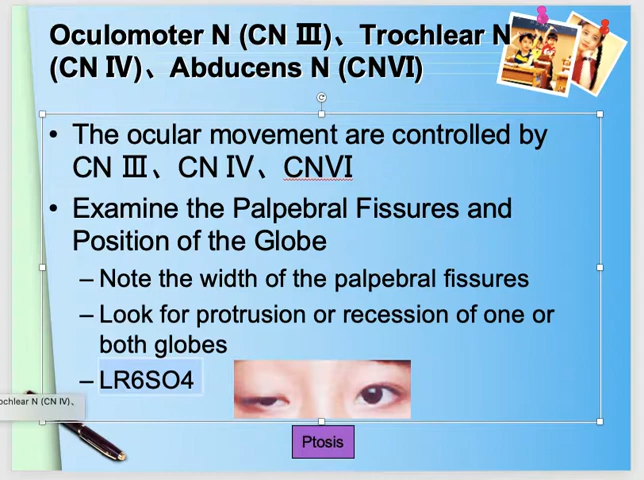 Oculomoter N (CN Ⅲ)、Trochlear N
(CN Ⅳ)、Abducens N (CNⅥ)
• The ocular movement are controlled by
CN Ⅲ、CN Ⅳ、CNⅥ
• Examine the Palpebral Fissures and
Position of the Globe
– Note the width of the palpebral fissures
– Look for protrusion or recession of one or
both globes
– LR6SO4
ochlear N (CN Ⅳ)、
Ptosis